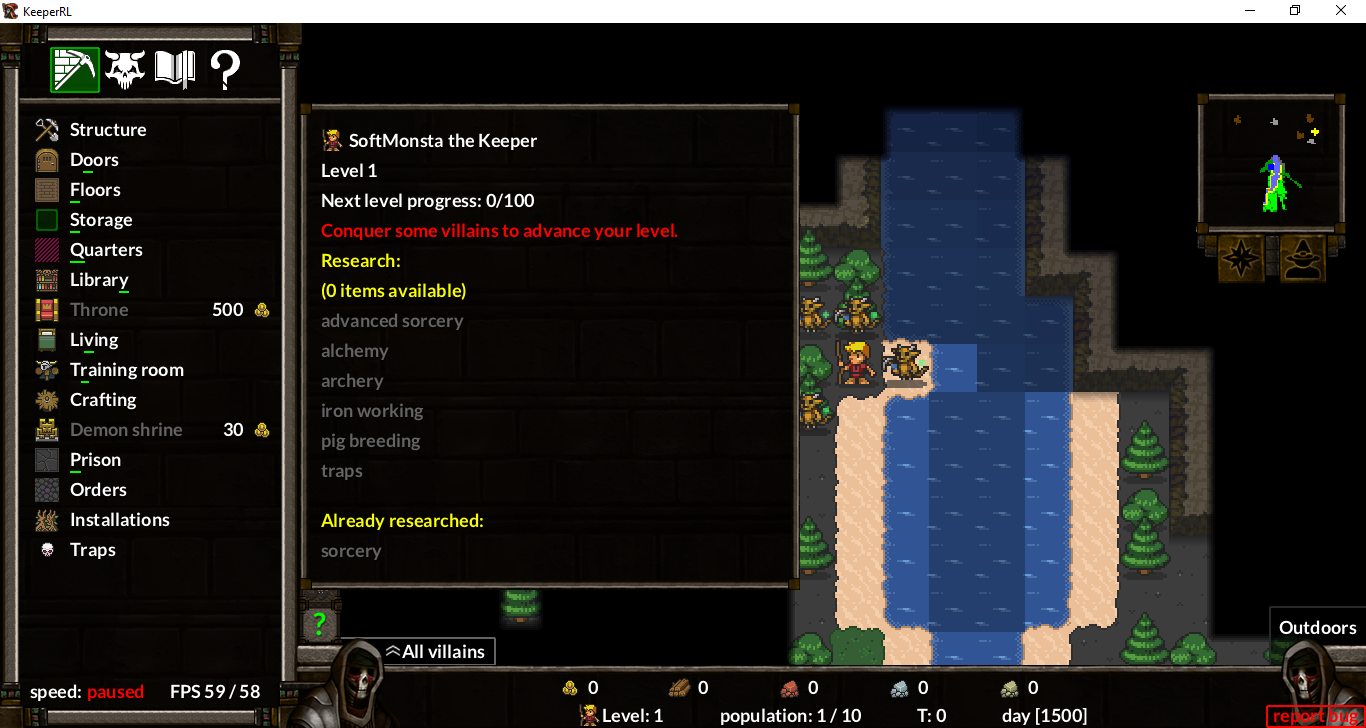 KeeperRL
Structure
Doors
Floors
Storage
Quarters
Library
Throne 500
Living
Training room
Crafting
Demon shrine 30
Prison
Orders
Installations
Traps
speed: paused FPS 59 / 58
SoftMonsta the Keeper
Level 1
Next level progress: 0/100
Conquer some villains to advance your level.
Research:
(0 items available)
advanced sorcery
alchemy
archery
iron working
pig breeding
traps
Already researched:
sorcery
?
All villains
Outdoors
0 0 0 0 0
Level: 1 population: 1 / 10 T: 0 day [1500]
report bug